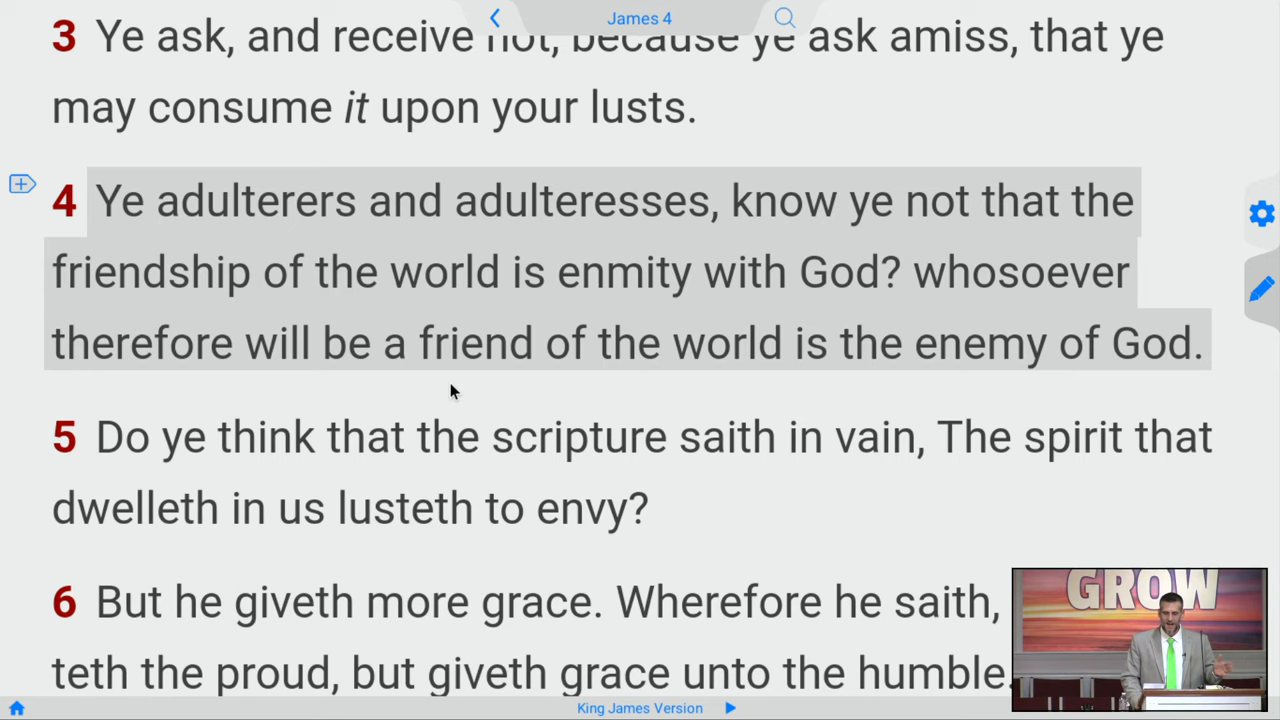 James 4
3 Ye ask, and receive not, because ye ask amiss, that ye
may consume it upon your lusts.
4 Ye adulterers and adulteresses, know ye not that the
friendship of the world is enmity with God? whosoever
therefore will be a friend of the world is the enemy of God.
5 Do ye think that the scripture saith in vain, The spirit that
dwelleth in us lusteth to envy?
6 But he giveth more grace. Wherefore he saith,
teth the proud, but giveth grace unto the humble.
GROW
King James Version